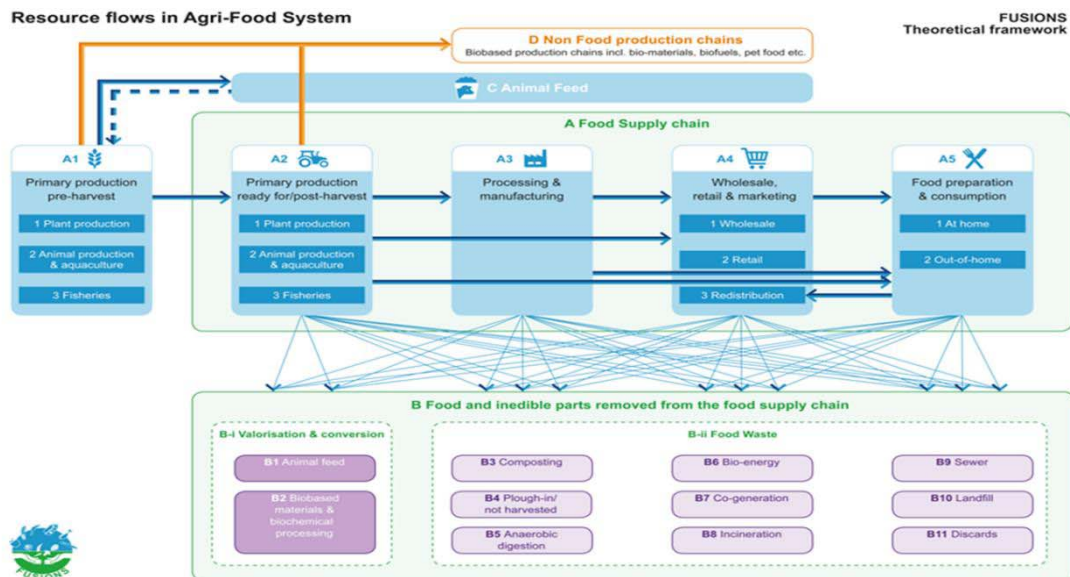 Resource flows in Agri-Food System
FUSIONS
Theoretical framework
D Non Food production chains
Biobased production chains incl. bio-materials, biofuels, pet food etc.
C Animal Feed
A Food Supply chain
A1
Primary production
pre-harvest
1 Plant production
2 Animal production
& aquaculture
3 Fisheries
A2
Primary production
ready for/post-harvest
1 Plant production
2 Animal production
& aquaculture
3 Fisheries
A3
Processing &
manufacturing
A4
Wholesale,
retail & marketing
1 Wholesale
2 Retail
3 Redistribution
A5
Food preparation
& consumption
1 At home
2 Out-of-home
B Food and inedible parts removed from the food supply chain
B-i Valorisation & conversion
B1 Animal feed
B2 Biobased
materials &
biochemical
processing
B-ii Food Waste
B3 Composting
B4 Plough-in/
not harvested
B5 Anaerobic
digestion
B6 Bio-energy
B7 Co-generation
B8 Incineration
B9 Sewer
B10 Landfill
B11 Discards
FUSIONS